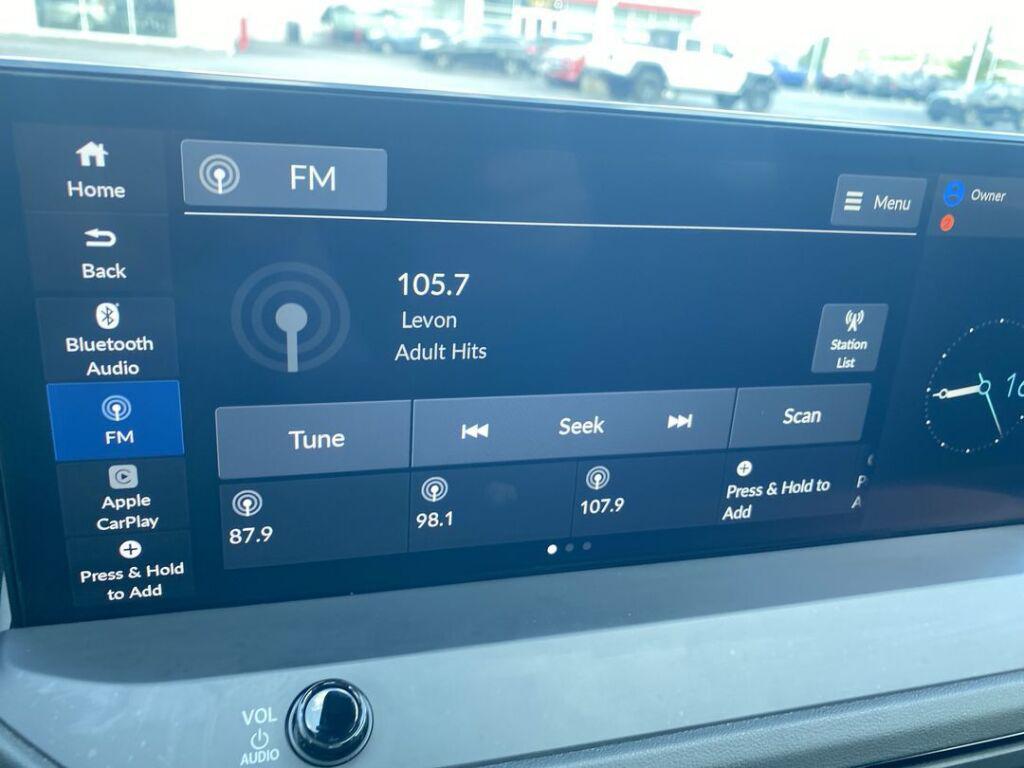 Home
Back
Bluetooth
Audio
FM
Apple
CarPlay
Press & Hold
to Add
FM
Menu
Owner
2
105.7
Levon
Adult Hits
Station
List
Tune
Seek
Scan
87.9
98.1
107.9
Press & Hold to
Add
P
A
VOL
AUDIO